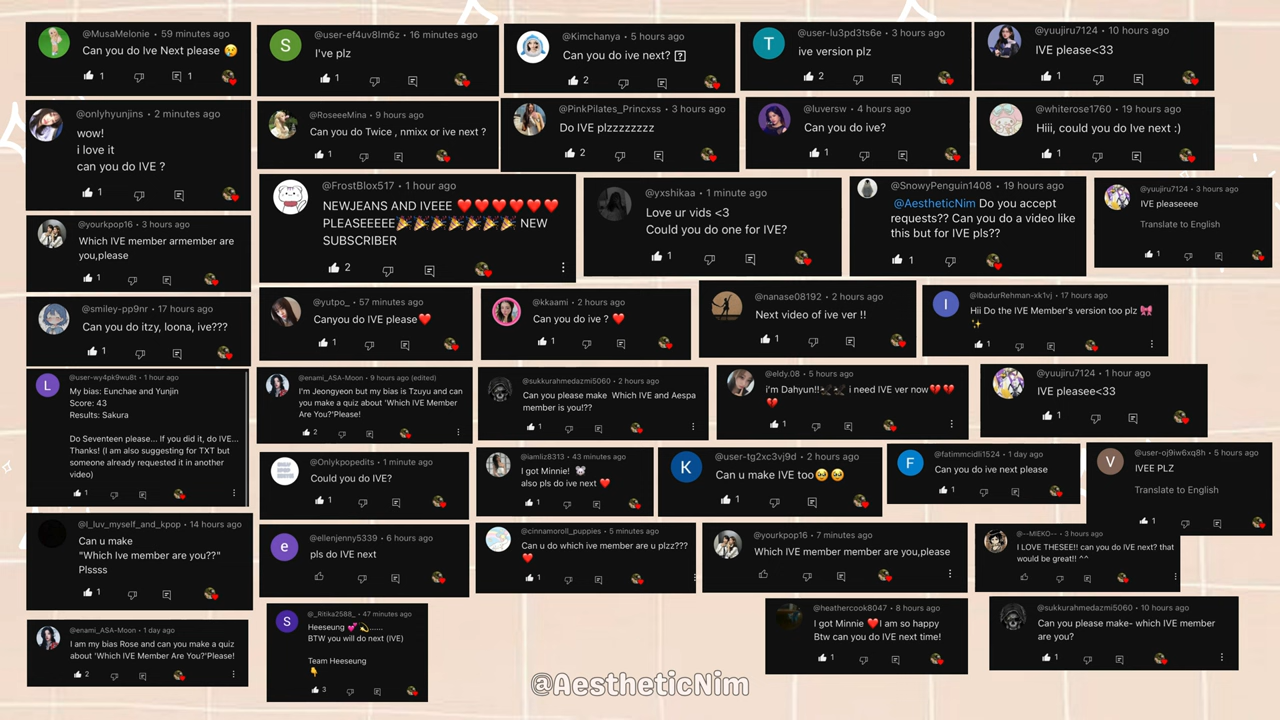 @MusaMelonie • 59 minutes ago
Can you do Ive Next please 😢
1 1
@user-ef4uv8lm6z • 16 minutes ago
I've plz
1
@Kimchanya • 5 hours ago
Can you do ive next? ⍰
2
@user-lu3pd3ts6e • 3 hours ago
ive version plz
2
@yuujiru7124 • 10 hours ago
IVE please<33
1
@onlyhyunjins • 2 minutes ago
wow!
i love it
can you do IVE ?
1
@RoseeeMina • 9 hours ago
Can you do Twice , nmixx or ive next ?
1
@PinkPilates_Princxss • 3 hours ago
Do IVE plzzzzzzz
2
@luversw • 4 hours ago
Can you do ive?
1
@whiterose1760 • 19 hours ago
Hiii, could you do Ive next :)
1
@FrostBlox517 • 1 hour ago
NEWJEANS AND IVEEE ❤❤❤❤❤❤
PLEASEEEEE🎉🎉🎉🎉🎉🎉🎉 NEW
SUBSCRIBER
2
@yxshikaa • 1 minute ago
Love ur vids <3
Could you do one for IVE?
1
@SnowyPenguin1408 • 19 hours ago
@AestheticNim Do you accept
requests?? Can you do a video like
this but for IVE pls??
1
@yuujiru7124 • 3 hours ago
IVE pleaseeee
Translate to English
1
@yourkpop16 • 3 hours ago
Which IVE member armember are
you,please
1
@smiley-pp9nr • 17 hours ago
Can you do itzy, loona, ive???
1
@yutpo_ • 57 minutes ago
Canyou do IVE please❤
1
@kkaami • 2 hours ago
Can you do ive ? ❤
1
@nanase08192 • 2 hours ago
Next video of ive ver !!
1
@IbadurRehman-xk1vj • 17 hours ago
Hii Do the IVE Member's version too plz 🎀
✨
1
@user-wy4pk9wu8t • 1 hour ago
My bias: Eunchae and Yunjin
Score: 43
Results: Sakura
Do Seventeen please... If you did it, do IVE...
Thanks! (I am also suggesting for TXT but
someone already requested it in another
video)
1
@enami_ASA-Moon • 9 hours ago (edited)
I'm Jeongyeon but my bias is Tzuyu and can
you make a quiz about 'Which IVE Member
Are You?'Please!
2
@sukkurahmedazmi5060 • 2 hours ago
Can you please make Which IVE and Aespa
member is you!??
1
@eldy.08 • 5 hours ago
i'm Dahyun!! i need IVE ver now💔💔
💔
1
@yuujiru7124 • 1 hour ago
IVE pleasee<33
1
@Onlykpopedits • 1 minute ago
Could you do IVE?
1
@iamliz8313 • 43 minutes ago
I got Minnie! 🐭
also pls do ive next ❤
1
@user-tg2xc3vj9d • 2 hours ago
Can u make IVE too🥹🥹
1
@fatimmcidli1524 • 1 day ago
Can you do ive next please
1
@user-oj9iw6xq8h • 5 hours ago
IVEE PLZ
Translate to English
1
@I_luv_myself_and_kpop • 14 hours ago
Can u make
"Which Ive member are you??"
Plssss
1
@ellenjenny5339 • 6 hours ago
pls do IVE next
@cinnamoroll_puppies • 5 minutes ago
Can u do which ive member are u plzz???
❤
1
@yourkpop16 • 7 minutes ago
Which IVE member member are you,please
@--MIEKO-- • 3 hours ago
I LOVE THESEE!! can you do IVE next? that
would be great!! ^^
@enami_ASA-Moon • 1 day ago
I am my bias Rose and can you make a quiz
about 'Which IVE Member Are You?'Please!
2
@_Ritika2588_ • 47 minutes ago
Heeseung 💞 💫......
BTW you will do next (IVE)
Team Heeseung
👇
3
@heathercook8047 • 8 hours ago
I got Minnie ❤I am so happy
Btw can you do IVE next time!
1
@sukkurahmedazmi5060 • 10 hours ago
Can you please make- which IVE member
are you?
1
@AestheticNim